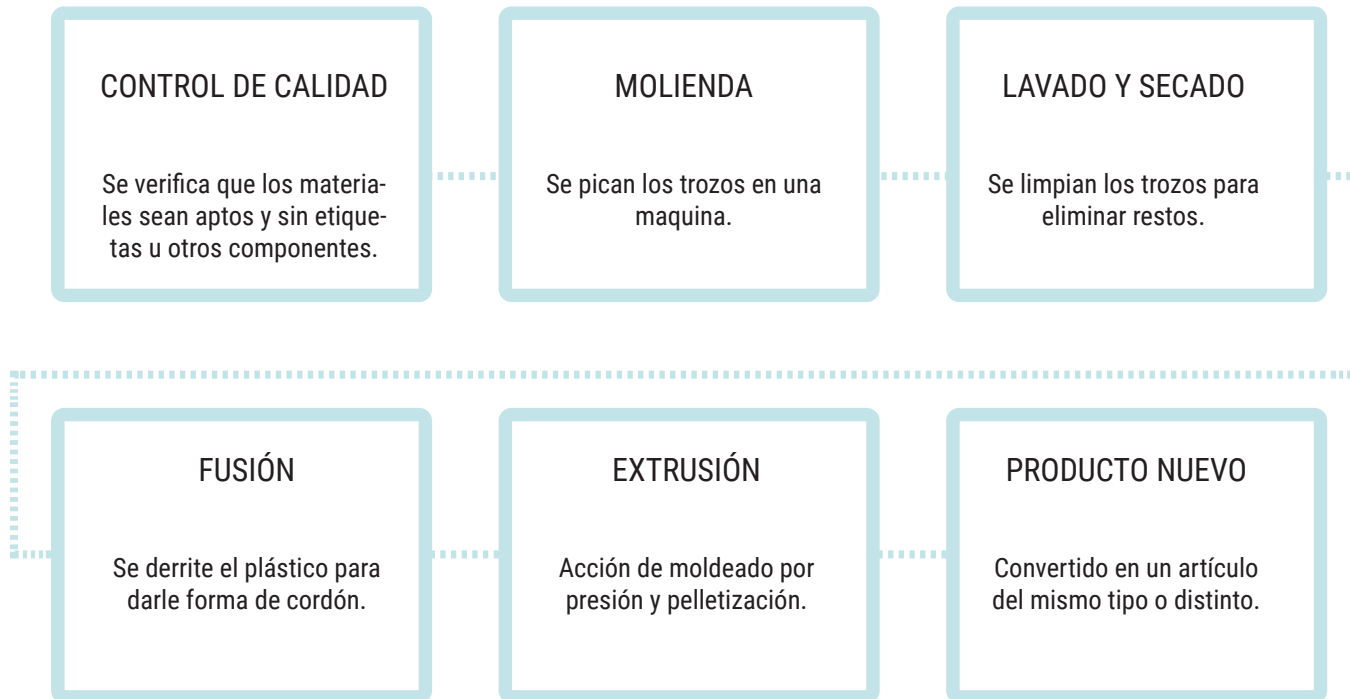 CONTROL DE CALIDAD
Se verifica que los materia-
les sean aptos y sin etique-
tas u otros componentes.
MOLIENDA
Se pican los trozos en una
maquina.
LAVADO Y SECADO
Se limpian los trozos para
eliminar restos.
FUSIÓN
Se derrite el plástico para
darle forma de cordón.
EXTRUSIÓN
Acción de moldeado por
presión y pelletización.
PRODUCTO NUEVO
Convertido en un artículo
del mismo tipo o distinto.